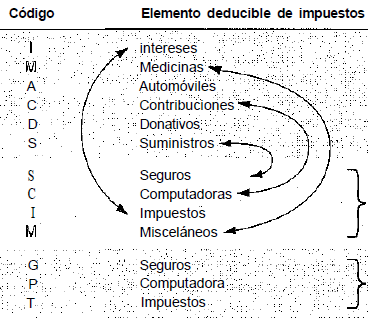 Código Elemento deducible de impuestos
I intereses
M Medicinas
A Automóviles
C Contribuciones
D Donativos
S Suministros
S Seguros
C Computadoras
I Impuestos
M Misceláneos
G Seguros
P Computadora
T Impuestos